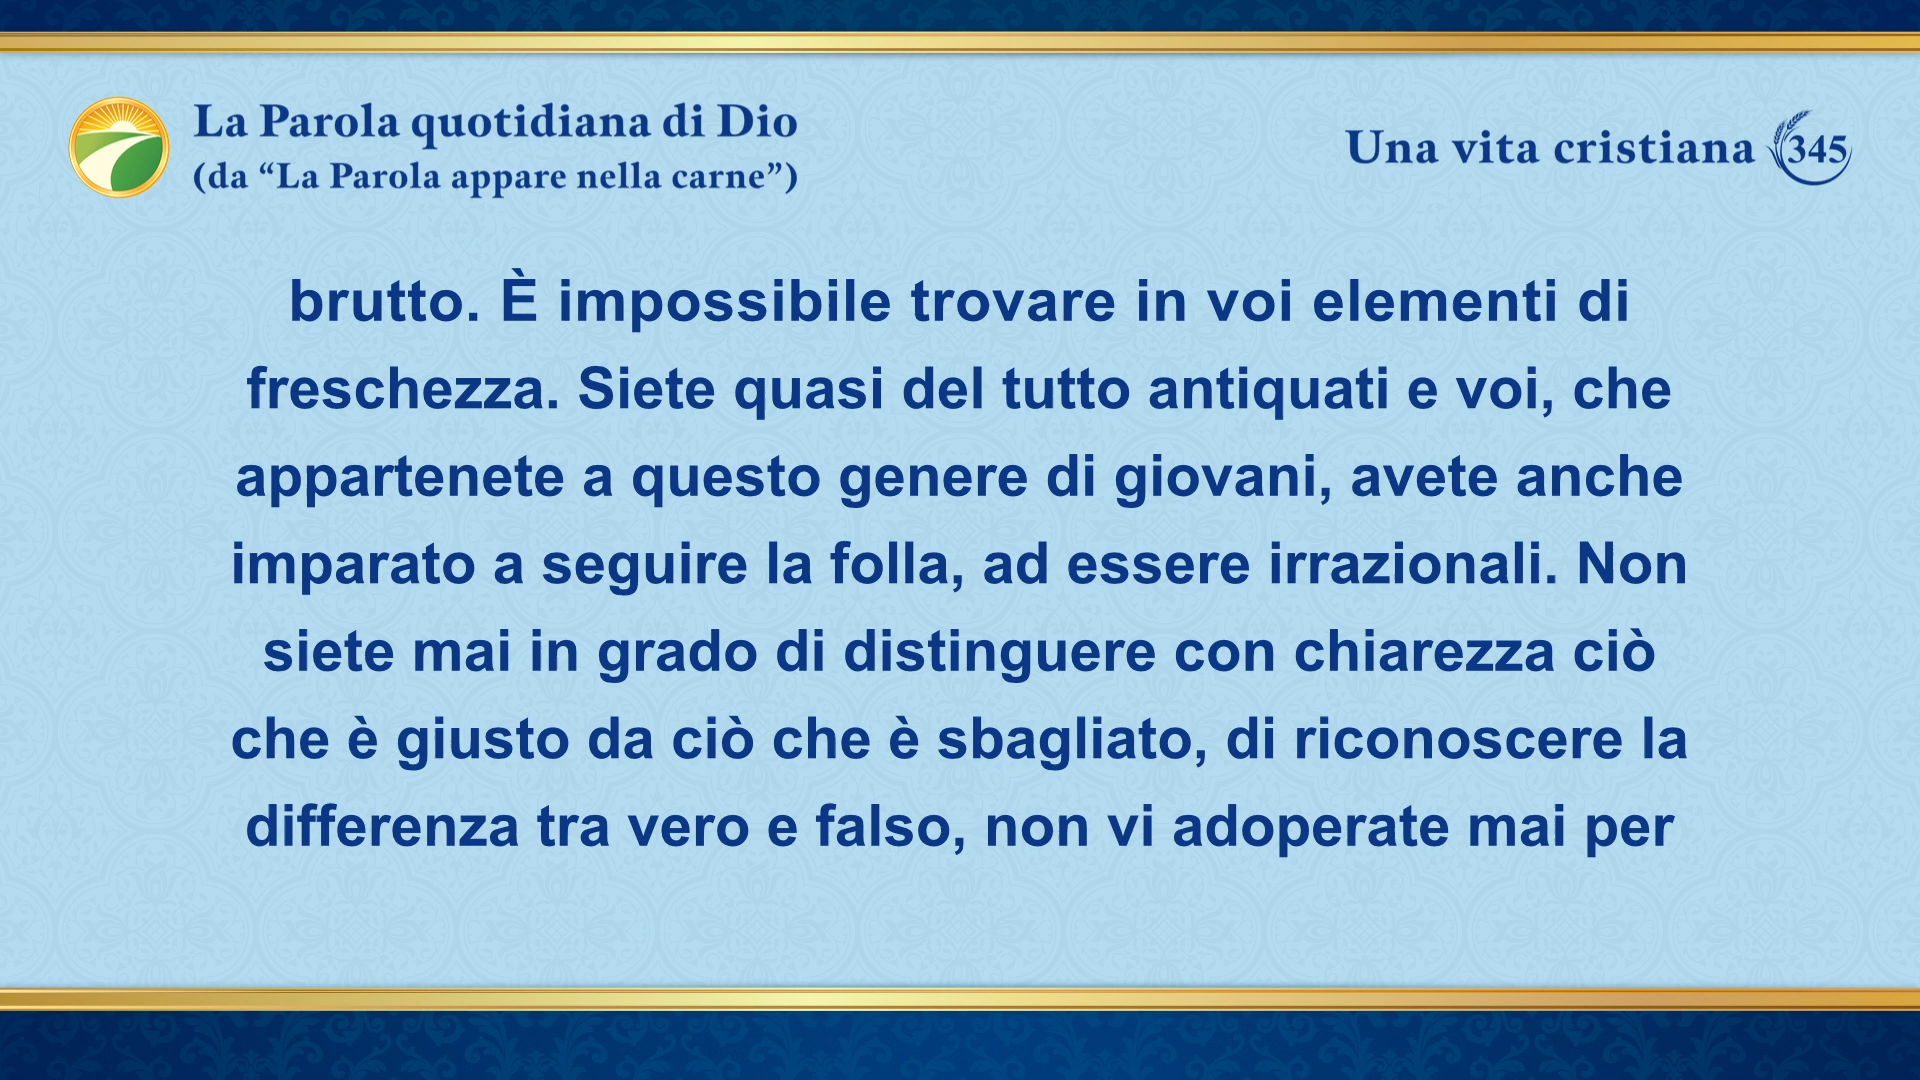 La Parola quotidiana di Dio
(da “La Parola appare nella carne”)
Una vita cristiana 345
brutto. È impossibile trovare in voi elementi di
freschezza. Siete quasi del tutto antiquati e voi, che
appartenete a questo genere di giovani, avete anche
imparato a seguire la folla, ad essere irrazionali. Non
siete mai in grado di distinguere con chiarezza ciò
che è giusto da ciò che è sbagliato, di riconoscere la
differenza tra vero e falso, non vi adoperate mai per